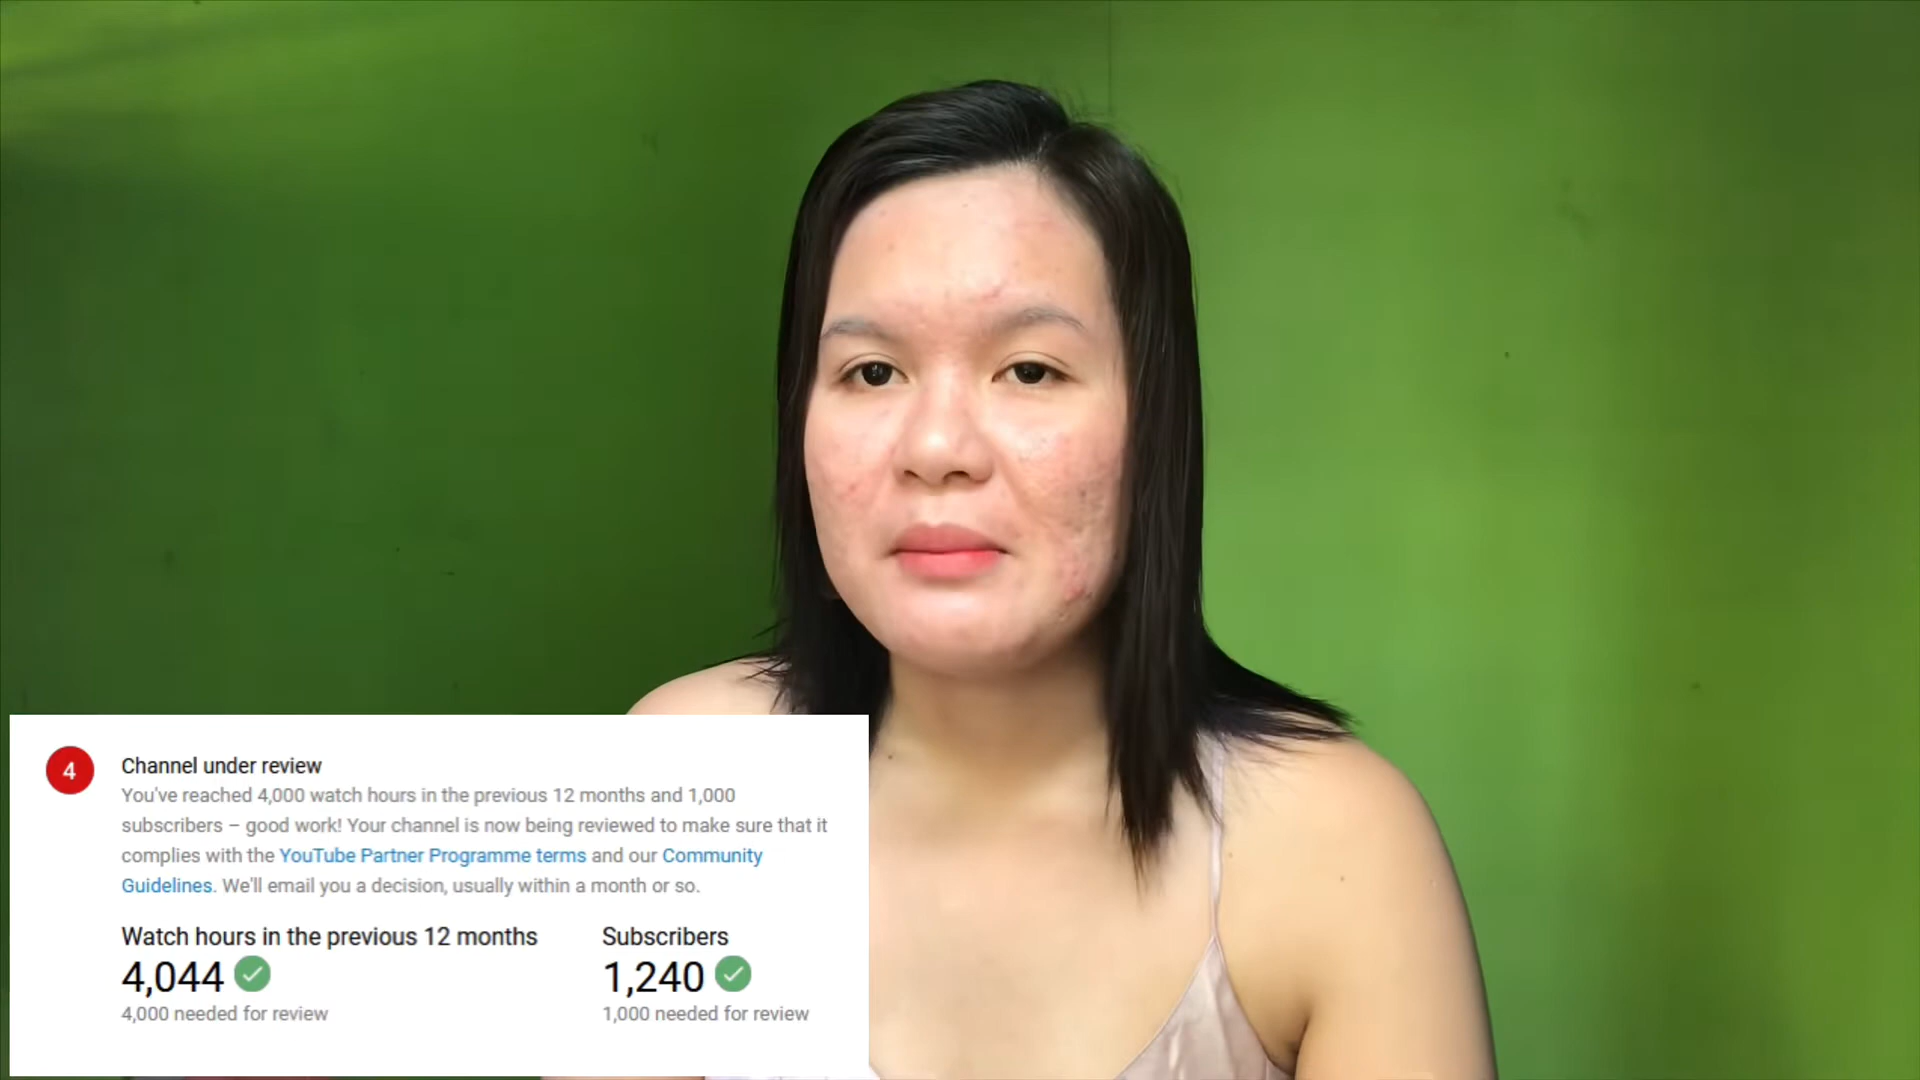 4
Channel under review
You've reached 4,000 watch hours in the previous 12 months and 1,000
subscribers – good work! Your channel is now being reviewed to make sure that it
complies with the YouTube Partner Programme terms and our Community
Guidelines. We'll email you a decision, usually within a month or so.
Watch hours in the previous 12 months
4,044
4,000 needed for review
Subscribers
1,240
1,000 needed for review